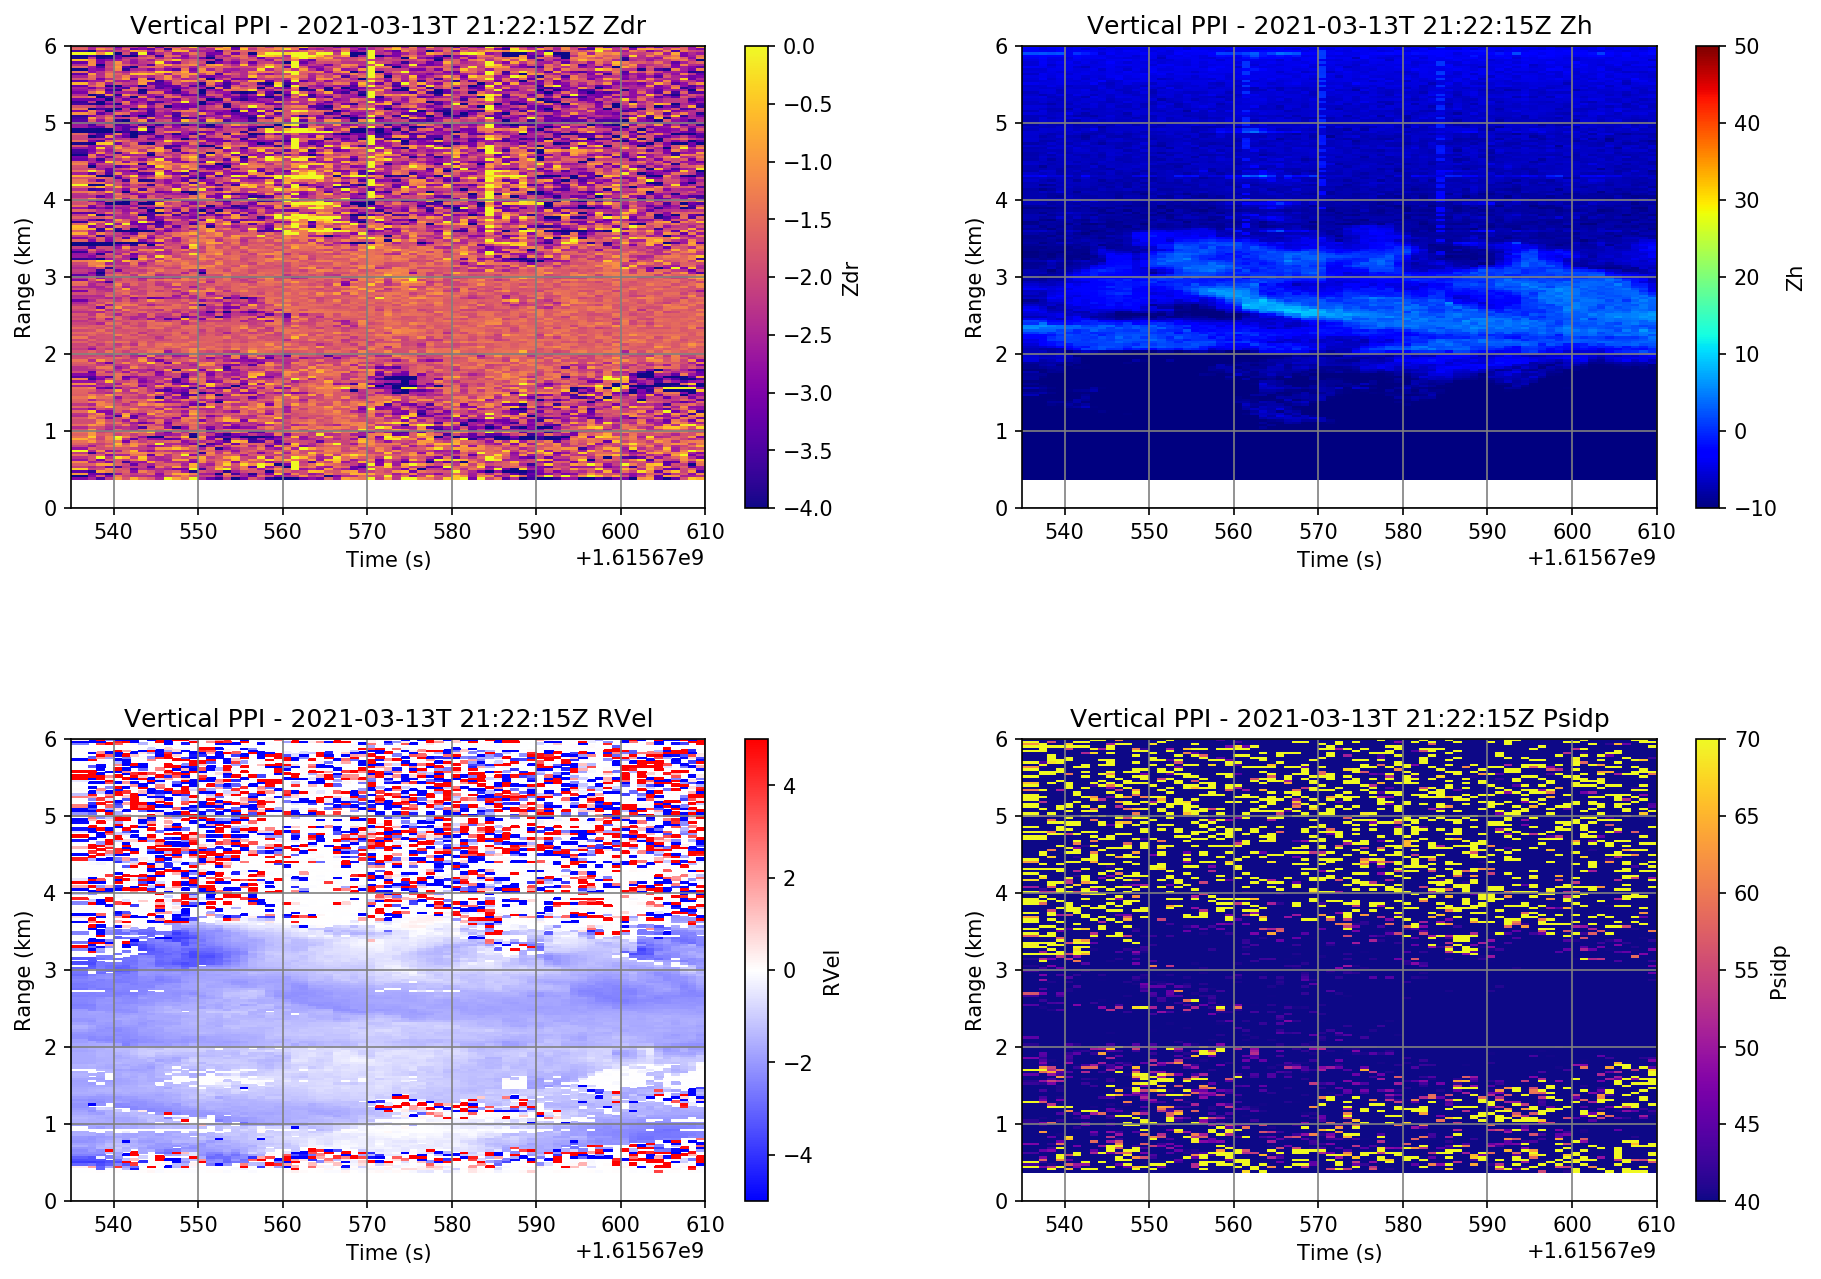 Vertical PPI - 2021-03-13T 21:22:15Z Zdr
6
5
4
3
2
1
0
Range (km)
540 550 560 570 580 590 600 610
Time (s)
+1.61567e9
0.0
−0.5
−1.0
−1.5
−2.0
−2.5
−3.0
−3.5
−4.0
Zdr
Vertical PPI - 2021-03-13T 21:22:15Z Zh
6
5
4
3
2
1
0
Range (km)
540 550 560 570 580 590 600 610
Time (s)
+1.61567e9
50
40
30
20
10
0
−10
Zh
Vertical PPI - 2021-03-13T 21:22:15Z RVel
6
5
4
3
2
1
0
Range (km)
540 550 560 570 580 590 600 610
Time (s)
+1.61567e9
4
2
0
−2
−4
RVel
Vertical PPI - 2021-03-13T 21:22:15Z Psidp
6
5
4
3
2
1
0
Range (km)
540 550 560 570 580 590 600 610
Time (s)
+1.61567e9
70
65
60
55
50
45
40
Psidp